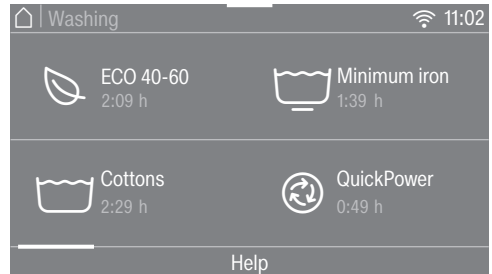 Washing 11:02
ECO 40-60
2:09 h
Minimum iron
1:39 h
Cottons
2:29 h
QuickPower
0:49 h
Help